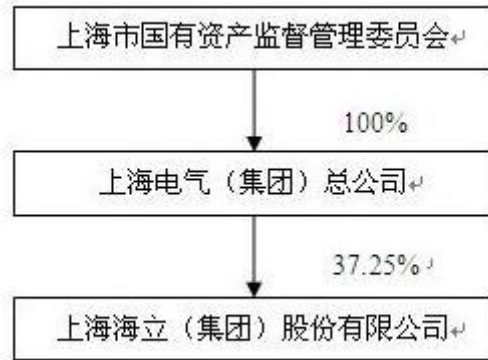 上海市国有资产监督管理委员会
100%
上海电气（集团）总公司
37.25%
上海海立（集团）股份有限公司